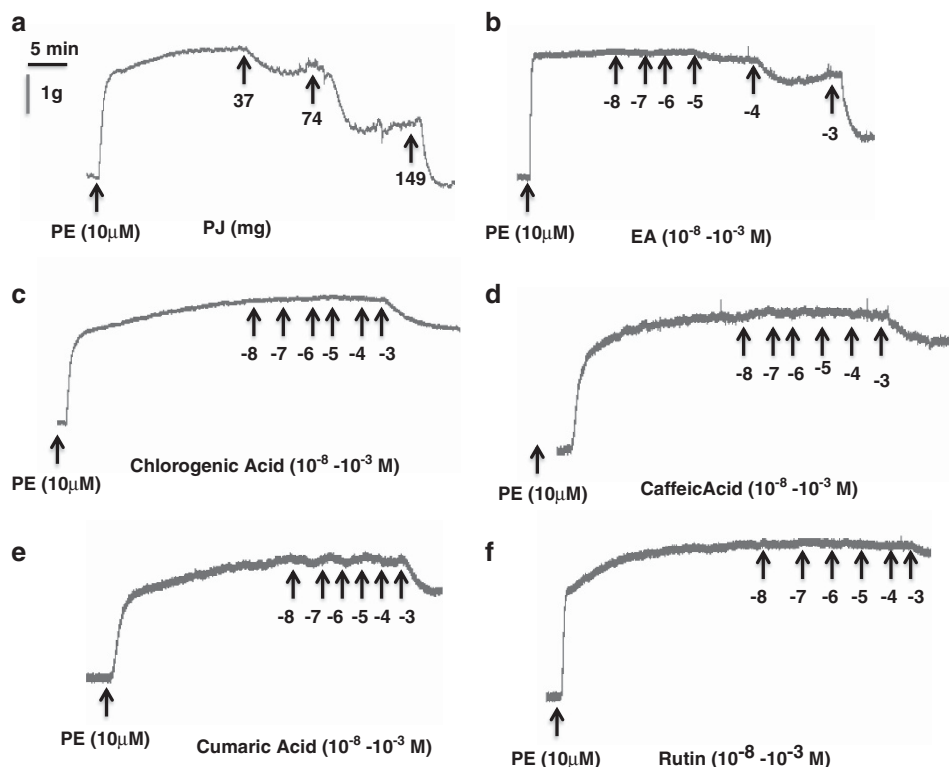 a
5 min
1g
37
74
149
PE (10μM)
PJ (mg)
b
-8 -7 -6 -5
-4
-3
PE (10μM)
EA (10⁻⁸ -10⁻³ M)
c
-8 -7 -6 -5 -4 -3
Chlorogenic Acid (10⁻⁸ -10⁻³ M)
PE (10μM)
d
-8 -7 -6 -5 -4 -3
PE (10μM)
CaffeicAcid (10⁻⁸ -10⁻³ M)
e
-8 -7 -6 -5 -4 -3
PE (10μM)
Cumaric Acid (10⁻⁸ -10⁻³ M)
f
-8 -7 -6 -5 -4 -3
PE (10μM)
Rutin (10⁻⁸ -10⁻³ M)